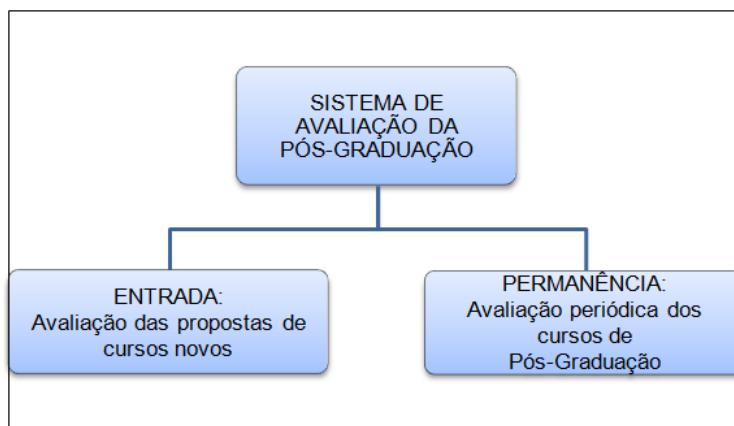 SISTEMA DE
AVALIAÇÃO DA
PÓS-GRADUAÇÃO
ENTRADA:
Avaliação das propostas de
cursos novos
PERMANÊNCIA:
Avaliação periódica dos
cursos de
Pós-Graduação